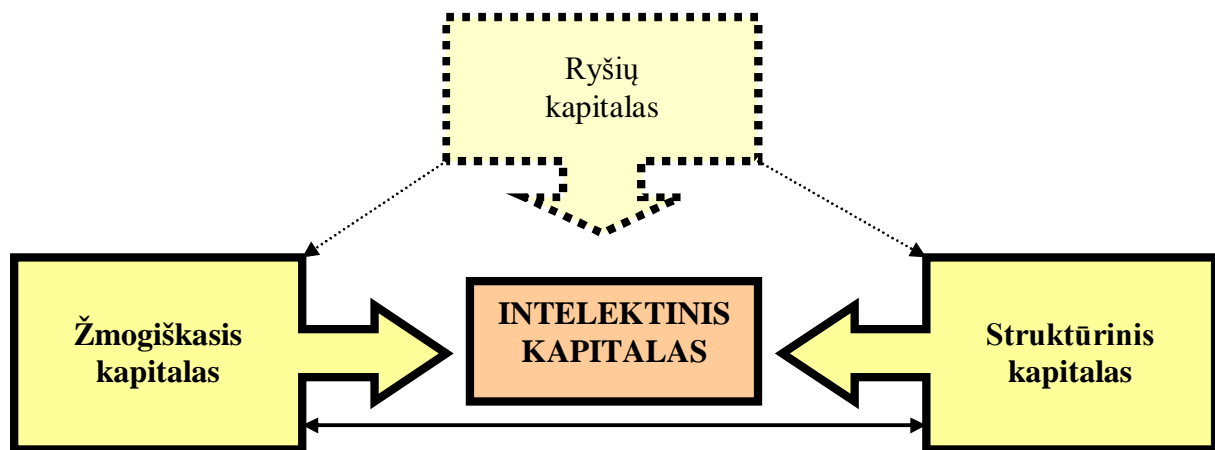 Ryšių
kapitalas
Žmogiškasis
kapitalas
INTELEKTINIS
KAPITALAS
Struktūrinis
kapitalas